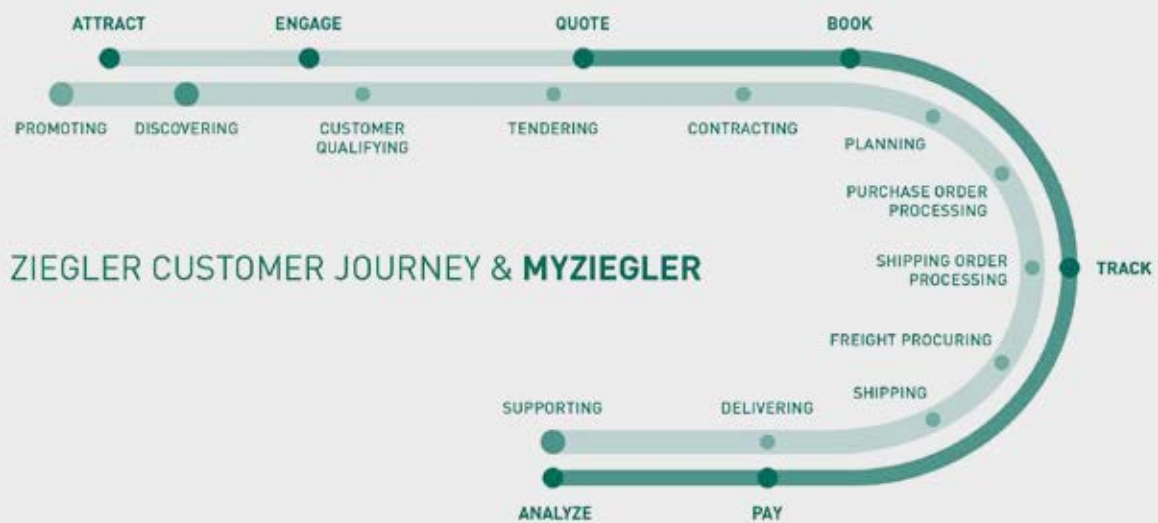 ATTRACT
ENGAGE
QUOTE
BOOK
PROMOTING
DISCOVERING
CUSTOMER
QUALIFYING
TENDERING
CONTRACTING
PLANNING
PURCHASE ORDER
PROCESSING
ZIEGLER CUSTOMER JOURNEY & MYZIEGLER
SHIPPING ORDER
PROCESSING
TRACK
FREIGHT PROCURING
SHIPPING
SUPPORTING
DELIVERING
ANALYZE
PAY